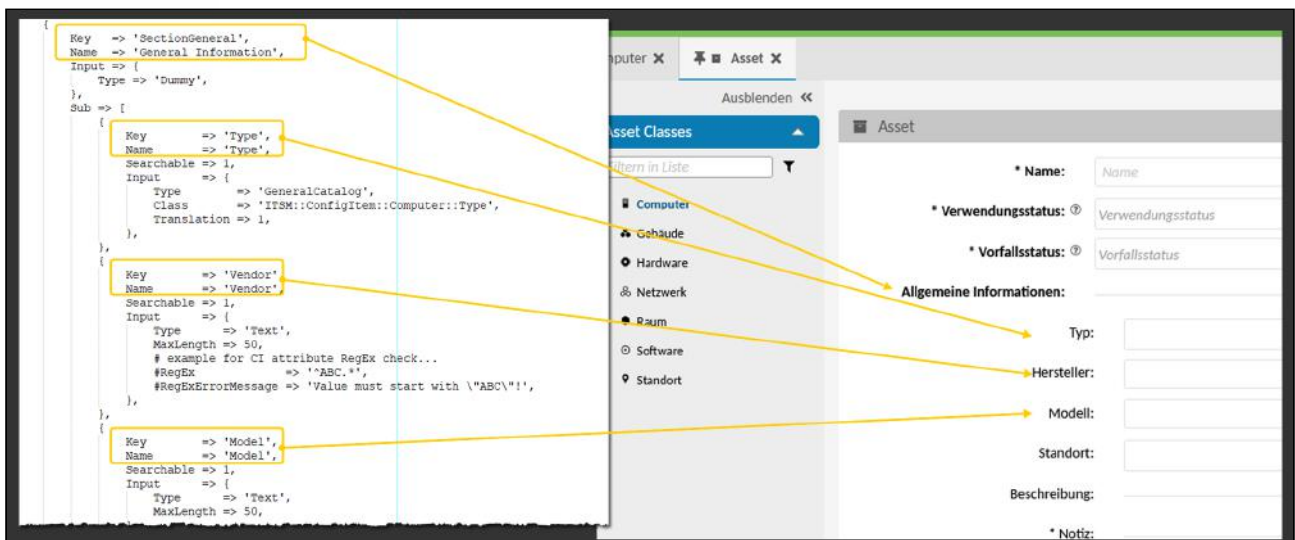 {
Key => 'SectionGeneral',
Name => 'General Information',
Input => {
Type => 'Dummy',
},
Sub => [
{
Key => 'Type',
Name => 'Type',
Searchable => 1,
Input => {
Type => 'GeneralCatalog',
Class => 'ITSM::ConfigItem::Computer::Type',
Translation => 1,
},
},
{
Key => 'Vendor'
Name => 'Vendor',
Searchable => 1,
Input => {
Type => 'Text',
MaxLength => 50,
# example for CI attribute RegEx check...
#RegEx => '^ABC.*',
#RegExErrorMessage => 'Value must start with \"ABC\"!',
},
},
{
Key => 'Model',
Name => 'Model',
Searchable => 1,
Input => {
Type => 'Text',
MaxLength => 50,
mputer Asset
Ausblenden «
Asset Classes
Filtern in Liste
Computer
Gebäude
Hardware
Netzwerk
Raum
Software
Standort
Asset
* Name: Name
* Verwendungsstatus: Verwendungsstatus
* Vorfallsstatus: Vorfallsstatus
Allgemeine Informationen:
Typ:
Hersteller:
Modell:
Standort:
Beschreibung:
* Notiz: